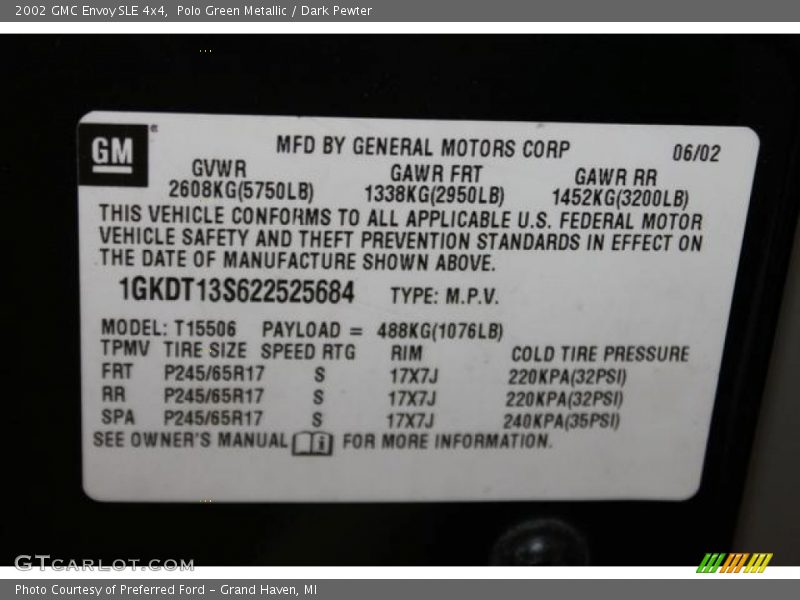 2002 GMC Envoy SLE 4x4, Polo Green Metallic / Dark Pewter
GM
MFD BY GENERAL MOTORS CORP 06/02
GVWR GAWR FRT GAWR RR
2608KG(5750LB) 1338KG(2950LB) 1452KG(3200LB)
THIS VEHICLE CONFORMS TO ALL APPLICABLE U.S. FEDERAL MOTOR
VEHICLE SAFETY AND THEFT PREVENTION STANDARDS IN EFFECT ON
THE DATE OF MANUFACTURE SHOWN ABOVE.
1GKDT13S622525684 TYPE: M.P.V.
MODEL: T15506 PAYLOAD = 488KG(1076LB)
TPMV TIRE SIZE SPEED RTG RIM COLD TIRE PRESSURE
FRT P245/65R17 S 17X7J 220KPA(32PSI)
RR P245/65R17 S 17X7J 220KPA(32PSI)
SPA P245/65R17 S 17X7J 240KPA(35PSI)
SEE OWNER'S MANUAL FOR MORE INFORMATION.
GTCARLOT.COM
Photo Courtesy of Preferred Ford - Grand Haven, MI